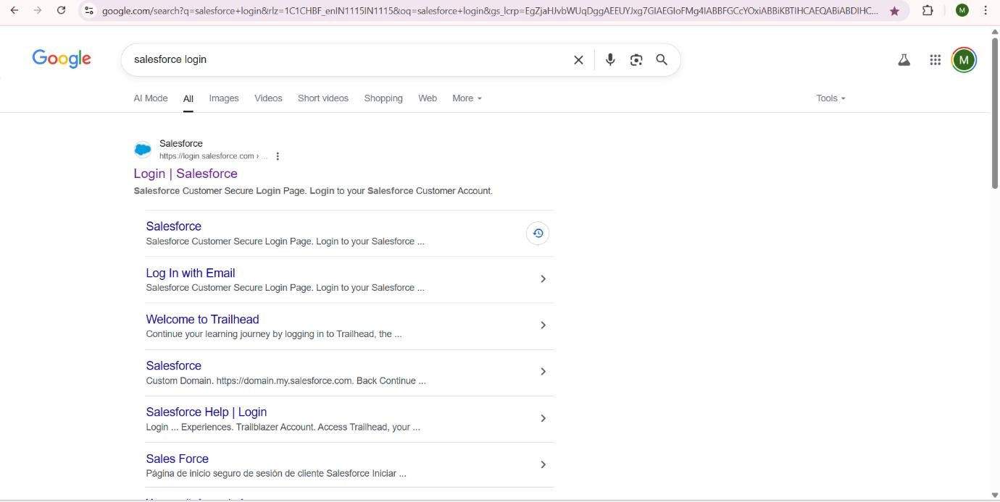 google.com/search?q=salesforce+login&rlz=1C1CHBF_enIN1115IN1115&oq=salesforce+login&gs_lcrp=EgZjaHJvbWUqDggAEEUYJxg7GIAEGIoFMg4IABBFGCcYOxiABBiKBTIHCAEQABiABDIHC...
M
Google
salesforce login
M
AI Mode All Images Videos Short videos Shopping Web More Tools
Salesforce
https://login.salesforce.com › ...
Login | Salesforce
Salesforce Customer Secure Login Page. Login to your Salesforce Customer Account.
Salesforce
Salesforce Customer Secure Login Page. Login to your Salesforce ...
Log In with Email
Salesforce Customer Secure Login Page. Login to your Salesforce ...
Welcome to Trailhead
Continue your learning journey by logging in to Trailhead, the ...
Salesforce
Custom Domain. https://domain.my.salesforce.com. Back Continue ...
Salesforce Help | Login
Login ... Experiences. Trailblazer Account. Access Trailhead, your ...
Sales Force
Página de inicio seguro de sesión de cliente Salesforce Iniciar ...